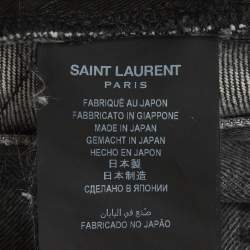 SAINT LAURENT
PARIS
FABRIQUÉ AU JAPON
FABBRICATO IN GIAPPONE
MADE IN JAPAN
GEMACHT IN JAPAN
HECHO EN JAPÓN
日本製
日本制造
СДЕЛАНО В ЯПОНИИ
صنع في اليابان
FABRICADO NO JAPÃO